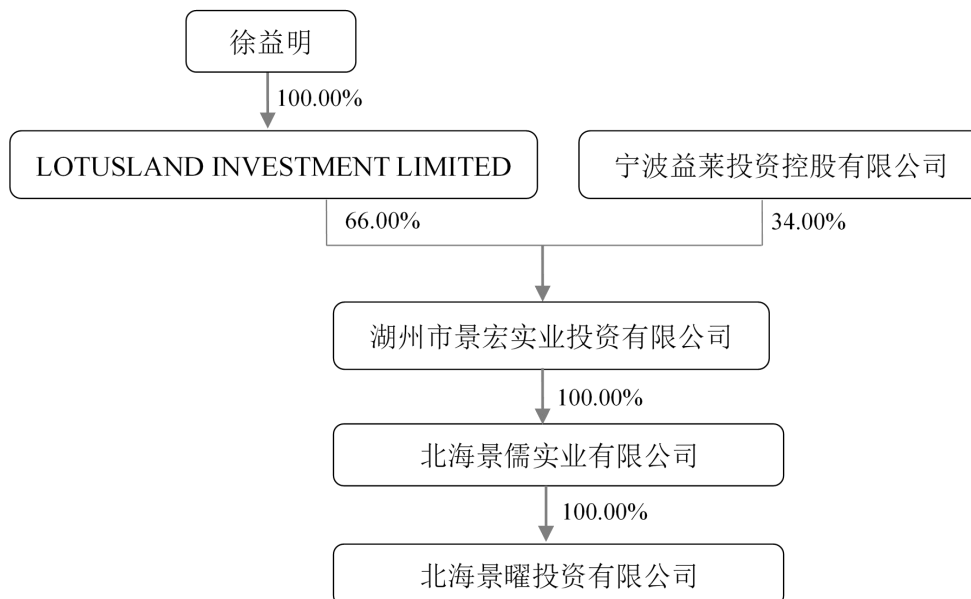 徐益明
100.00%
LOTUSLAND INVESTMENT LIMITED
宁波益莱投资控股有限公司
66.00%
34.00%
湖州市景宏实业投资有限公司
100.00%
北海景儒实业有限公司
100.00%
北海景曜投资有限公司